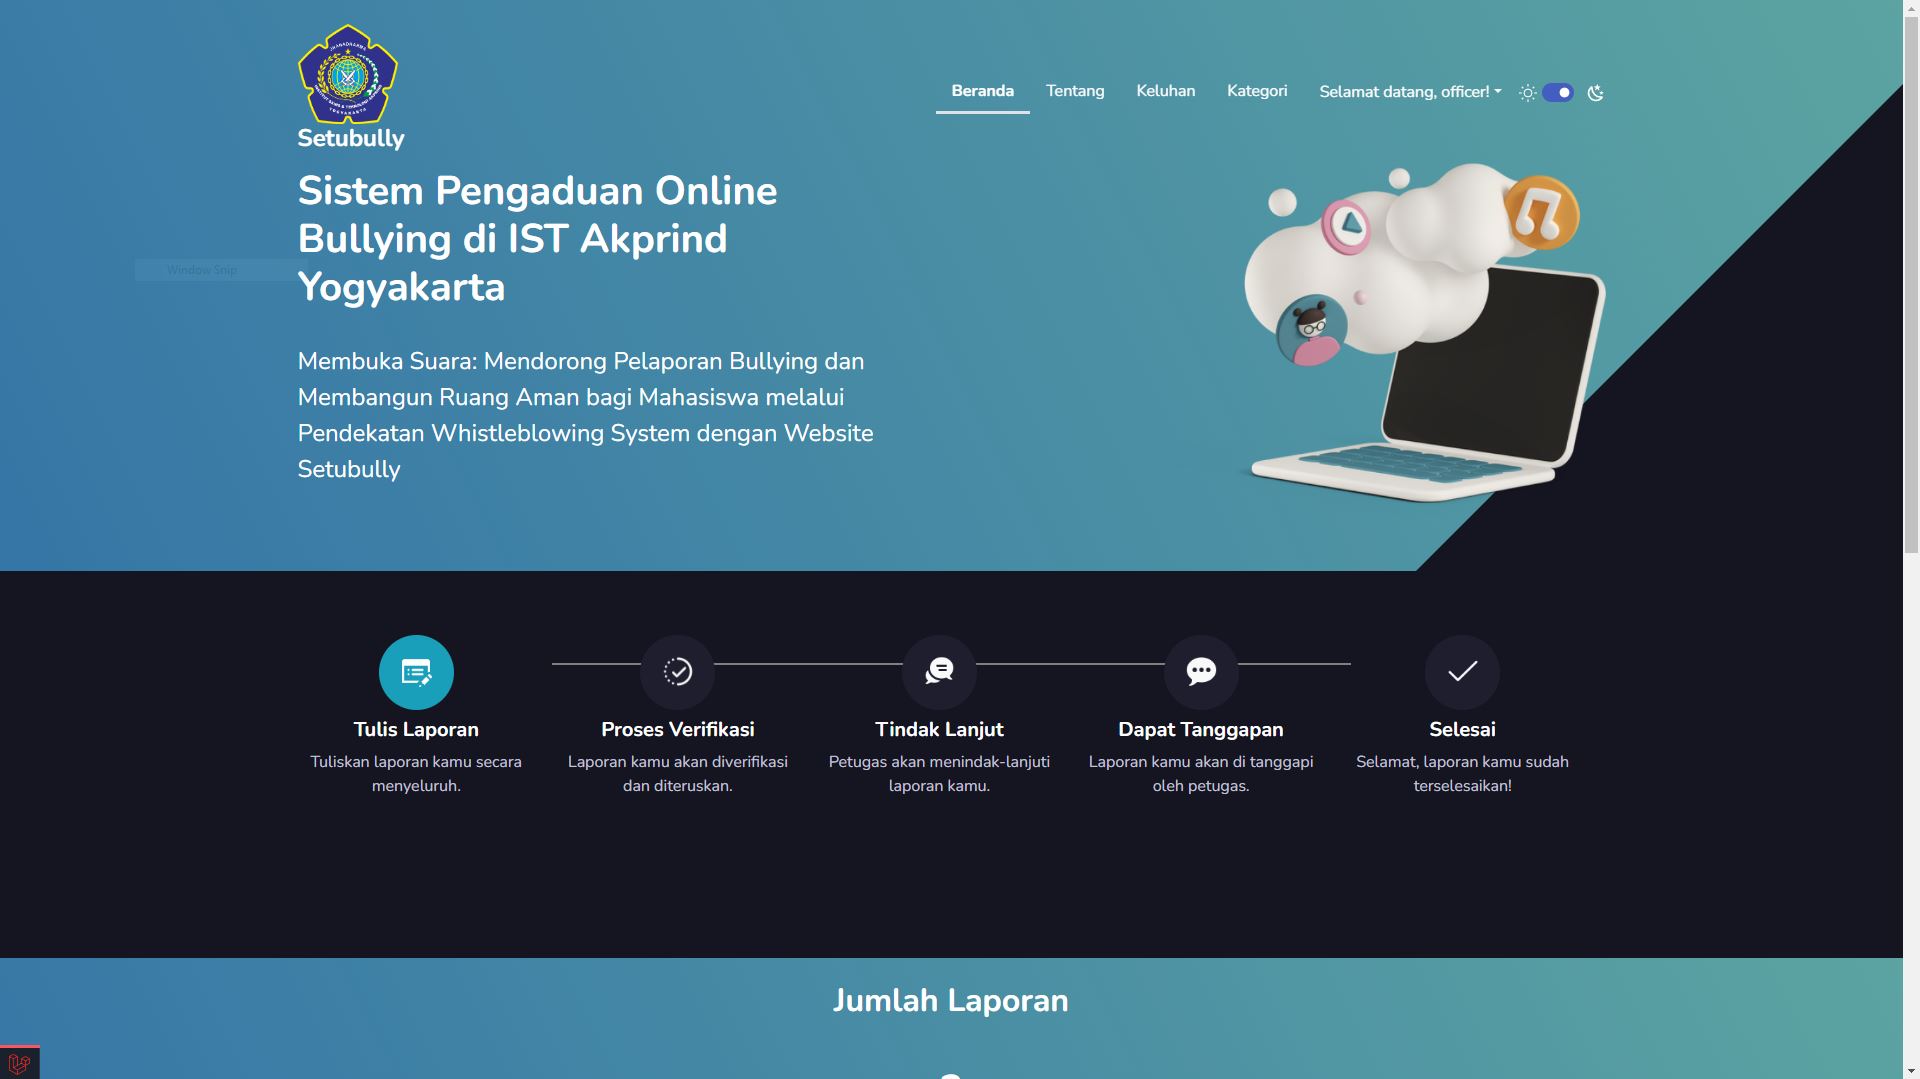 Setubully
Beranda
Tentang
Keluhan
Kategori
Selamat datang, officer!
Sistem Pengaduan Online
Bullying di IST Akprind
Yogyakarta
Window Snip
Membuka Suara: Mendorong Pelaporan Bullying dan
Membangun Ruang Aman bagi Mahasiswa melalui
Pendekatan Whistleblowing System dengan Website
Setubully
Tulis Laporan
Tuliskan laporan kamu secara
menyeluruh.
Proses Verifikasi
Laporan kamu akan diverifikasi
dan diteruskan.
Tindak Lanjut
Petugas akan menindak-lanjuti
laporan kamu.
Dapat Tanggapan
Laporan kamu akan di tanggapi
oleh petugas.
Selesai
Selamat, laporan kamu sudah
terselesaikan!
Jumlah Laporan